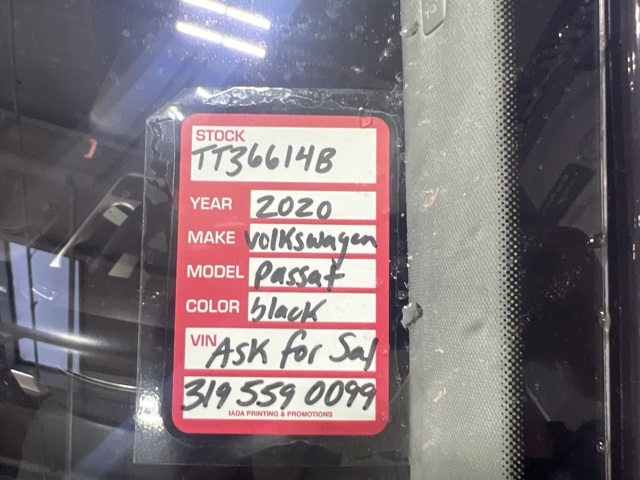 STOCK
TT36614B
YEAR 2020
MAKE Volkswagen
MODEL Passat
COLOR black
VIN Ask for Sal
319 559 0099
IADA PRINTING & PROMOTIONS